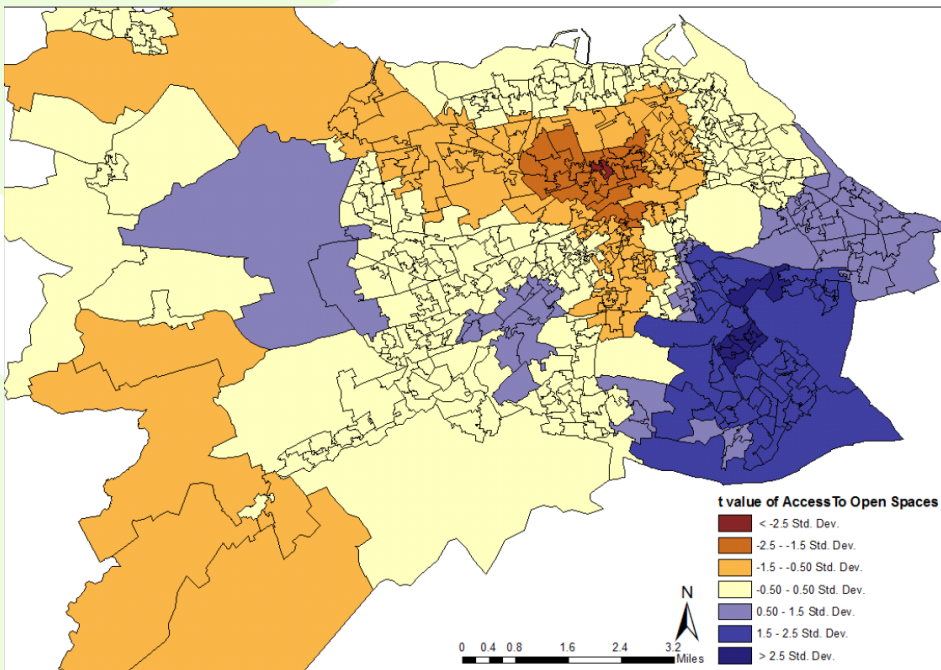 t value of AccessTo Open Spaces
< -2.5 Std. Dev.
-2.5 - -1.5 Std. Dev.
-1.5 - -0.50 Std. Dev.
-0.50 - 0.50 Std. Dev.
0.50 - 1.5 Std. Dev.
1.5 - 2.5 Std. Dev.
> 2.5 Std. Dev.
N
0 0.4 0.8 1.6 2.4 3.2
Miles